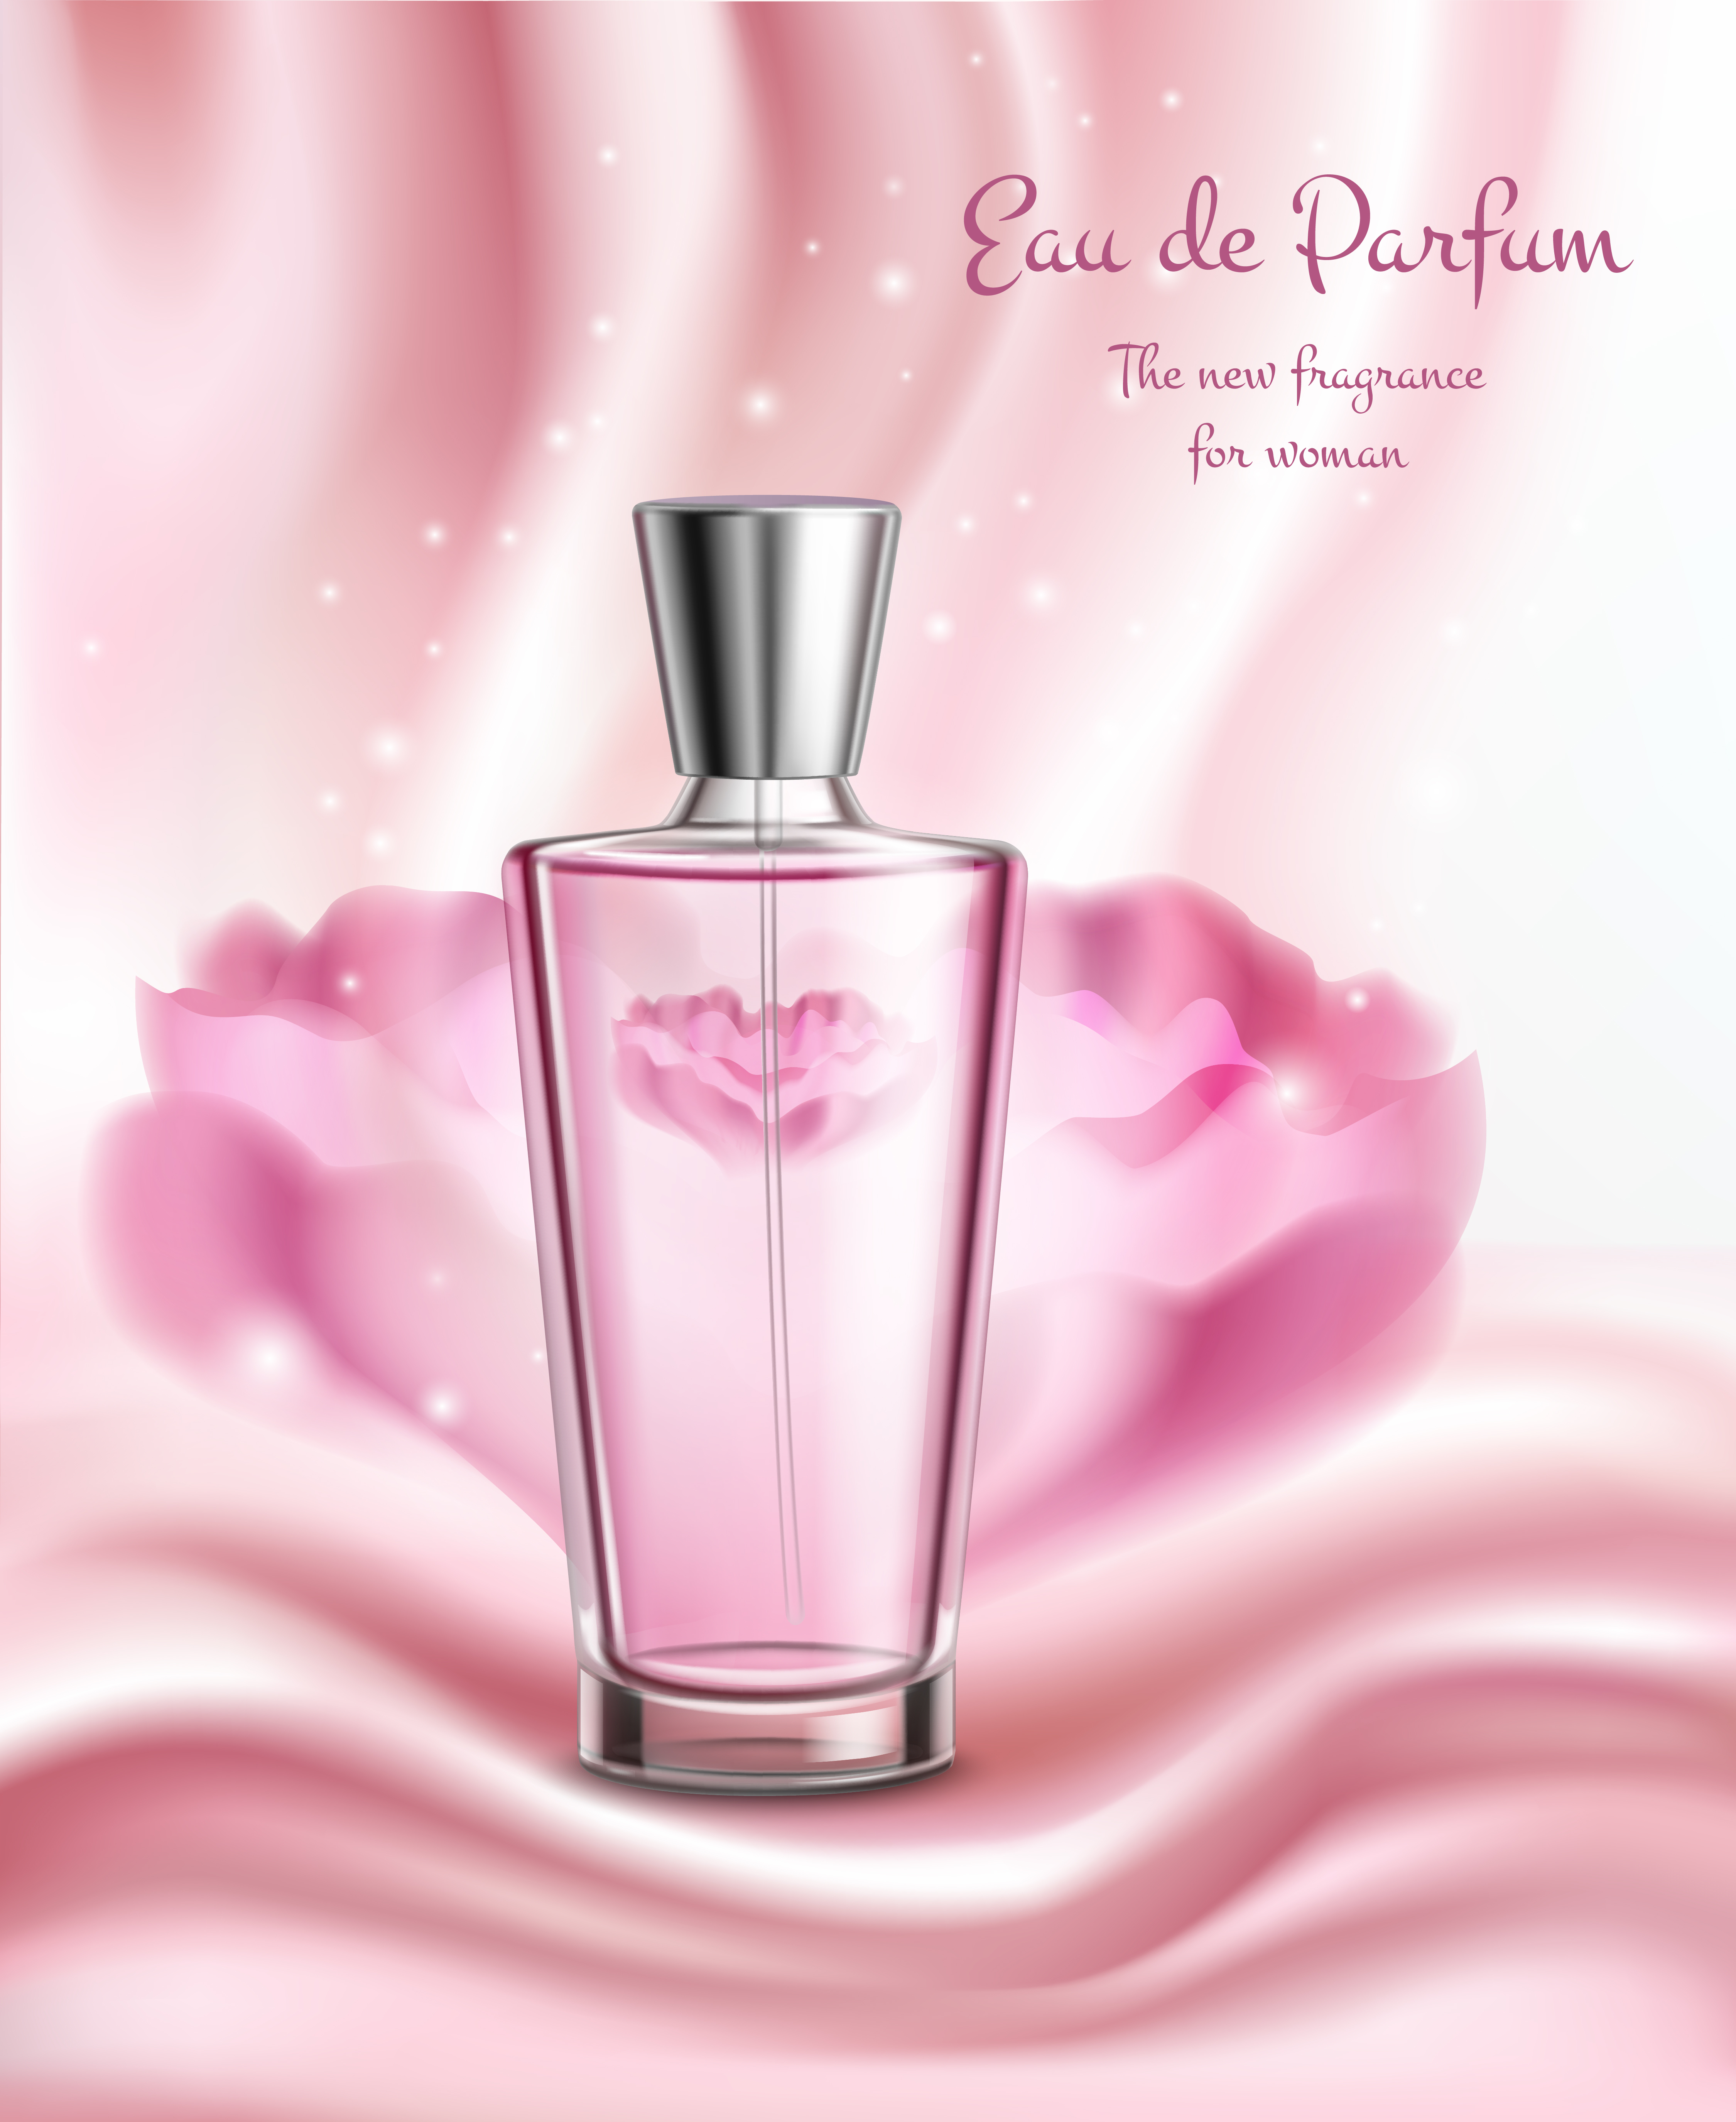 Eau de Parfum
The new fragrance
for woman